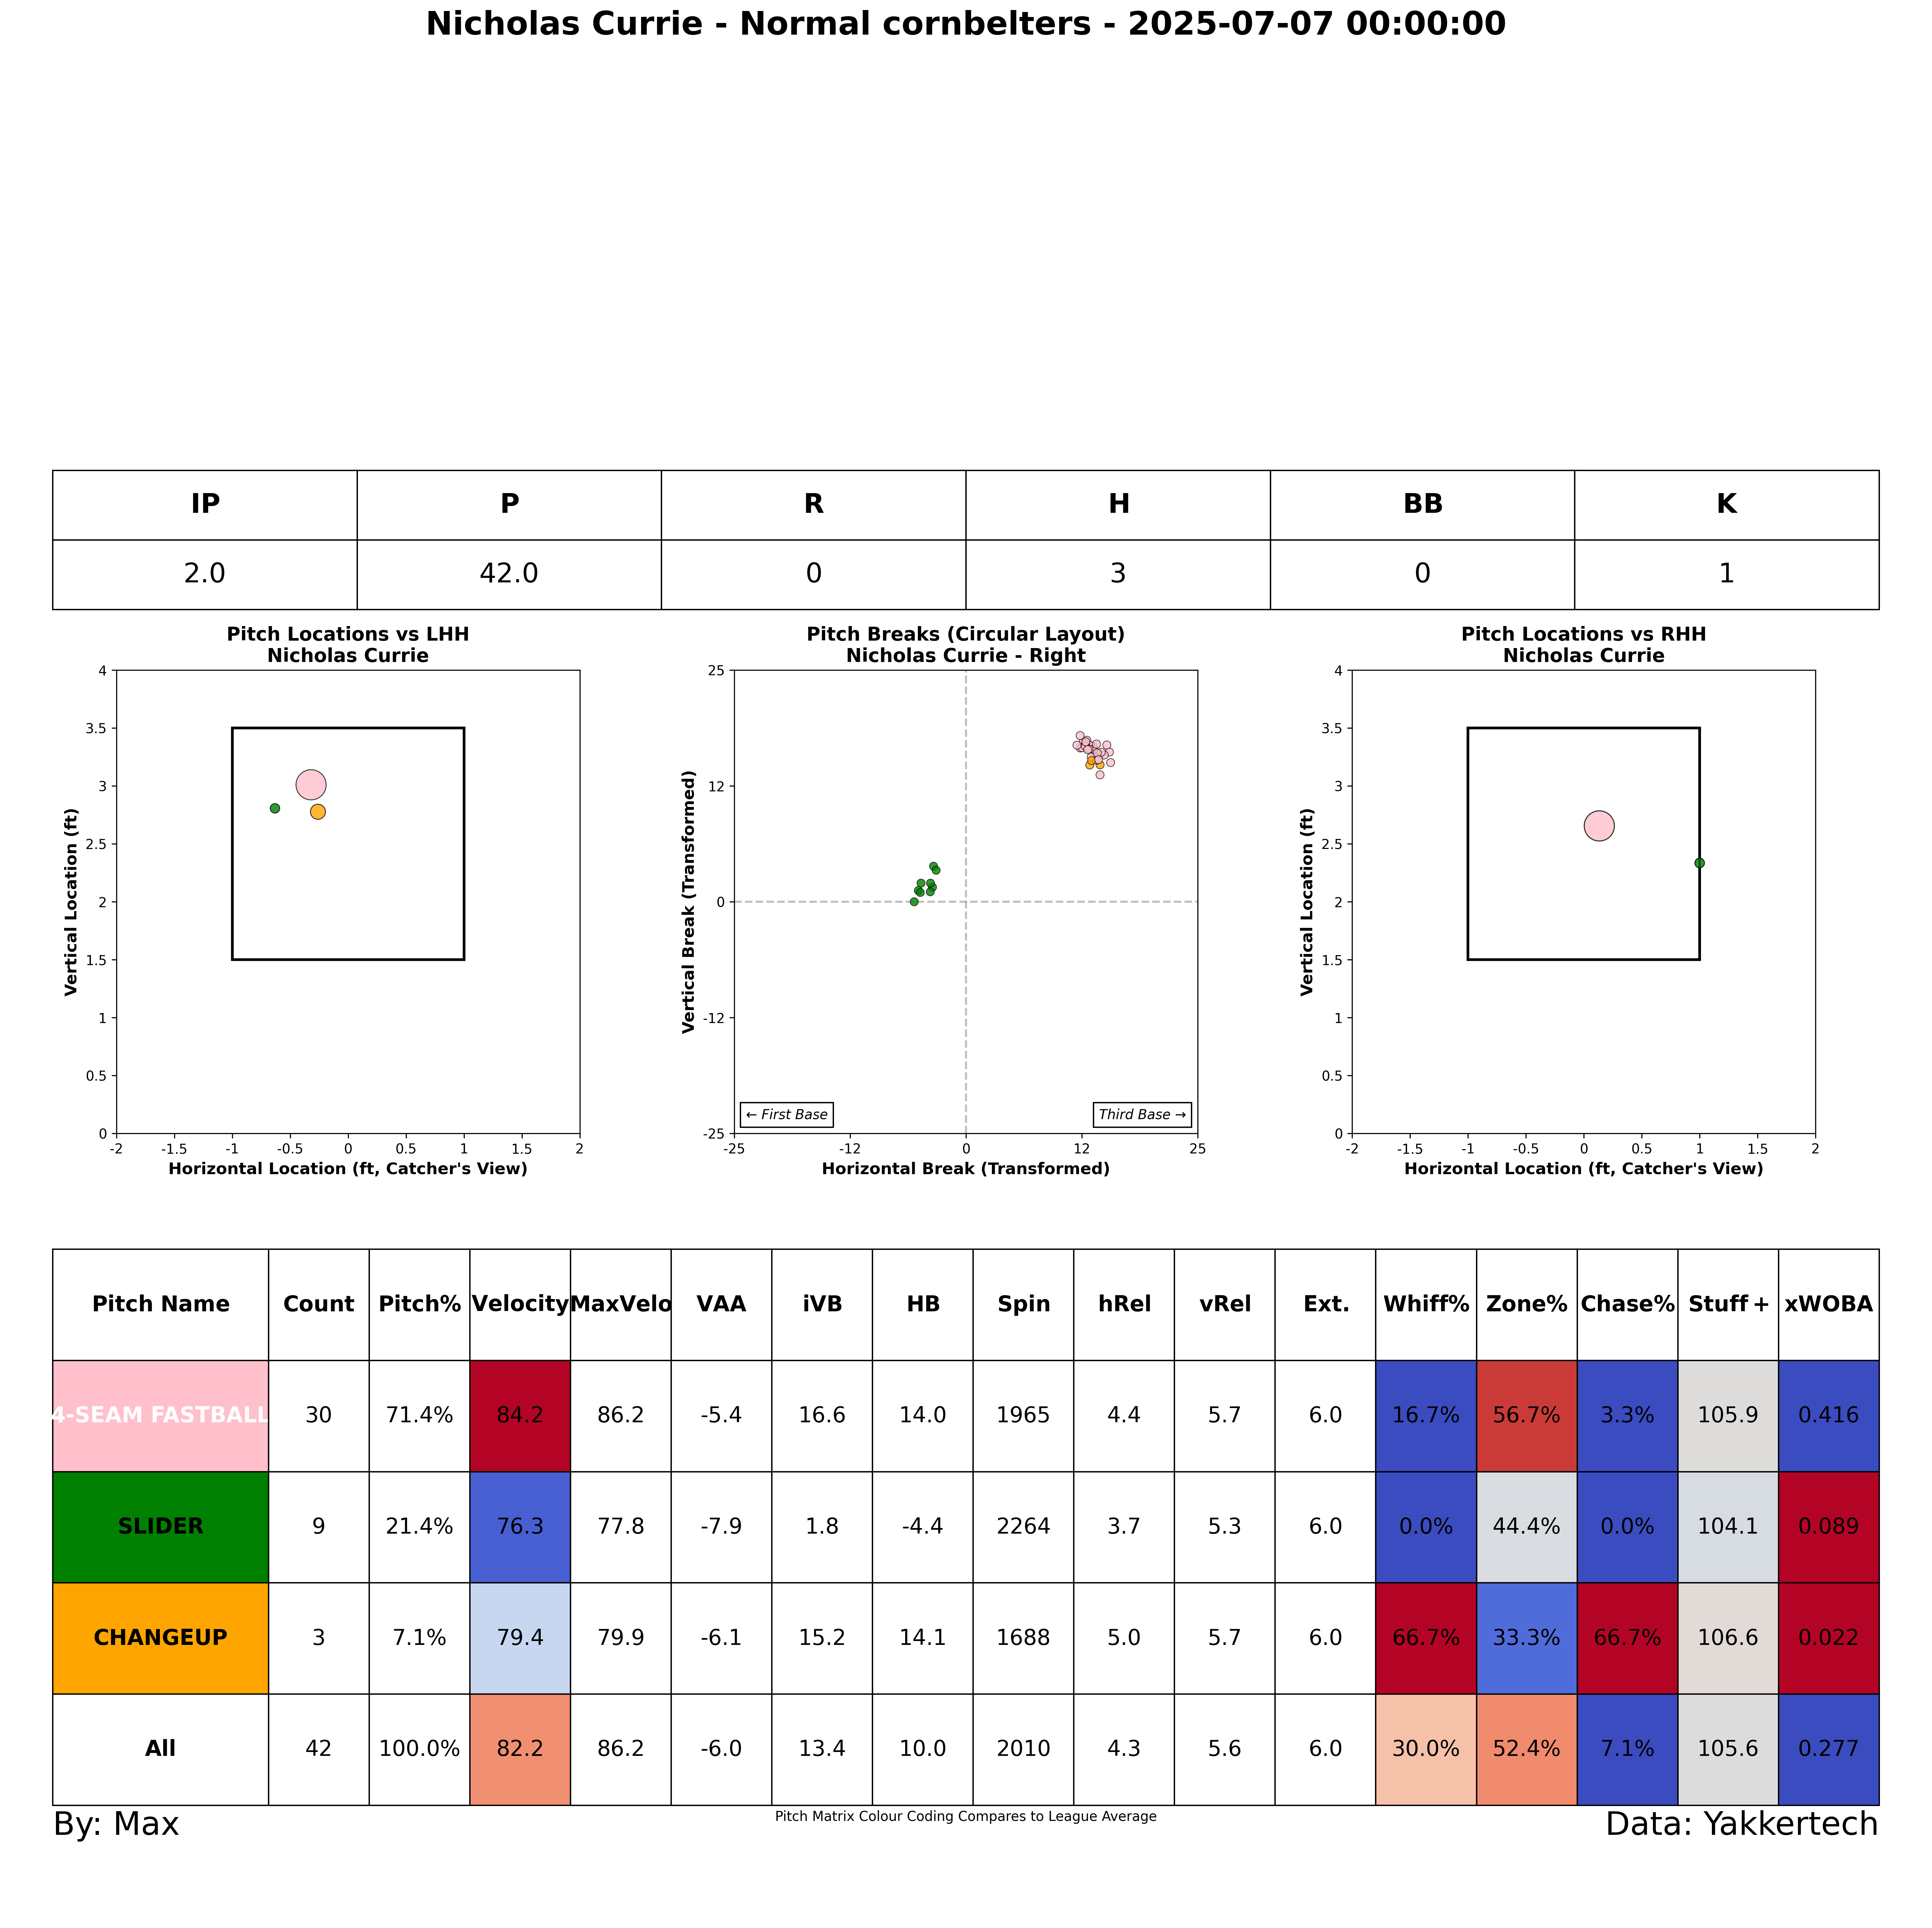 Nicholas Currie - Normal cornbelters - 2025-07-07 00:00:00
IP P R H BB K
2.0 42.0 0 3 0 1
Pitch Locations vs LHH
Nicholas Currie
4
3.5
3
2.5
2
1.5
1
0.5
0
-2 -1.5 -1 -0.5 0 0.5 1 1.5 2
Vertical Location (ft)
Horizontal Location (ft, Catcher's View)
Pitch Breaks (Circular Layout)
Nicholas Currie - Right
25
12
0
-12
-25
-25 -12 0 12 25
Vertical Break (Transformed)
← First Base
Third Base →
Horizontal Break (Transformed)
Pitch Locations vs RHH
Nicholas Currie
4
3.5
3
2.5
2
1.5
1
0.5
0
-2 -1.5 -1 -0.5 0 0.5 1 1.5 2
Vertical Location (ft)
Horizontal Location (ft, Catcher's View)
Pitch Name Count Pitch% Velocity MaxVelo VAA iVB HB Spin hRel vRel Ext. Whiff% Zone% Chase% Stuff+ xWOBA
4-SEAM FASTBALL 30 71.4% 84.2 86.2 -5.4 16.6 14.0 1965 4.4 5.7 6.0 16.7% 56.7% 3.3% 105.9 0.416
SLIDER 9 21.4% 76.3 77.8 -7.9 1.8 -4.4 2264 3.7 5.3 6.0 0.0% 44.4% 0.0% 104.1 0.089
CHANGEUP 3 7.1% 79.4 79.9 -6.1 15.2 14.1 1688 5.0 5.7 6.0 66.7% 33.3% 66.7% 106.6 0.022
All 42 100.0% 82.2 86.2 -6.0 13.4 10.0 2010 4.3 5.6 6.0 30.0% 52.4% 7.1% 105.6 0.277
By: Max
Pitch Matrix Colour Coding Compares to League Average
Data: Yakkertech